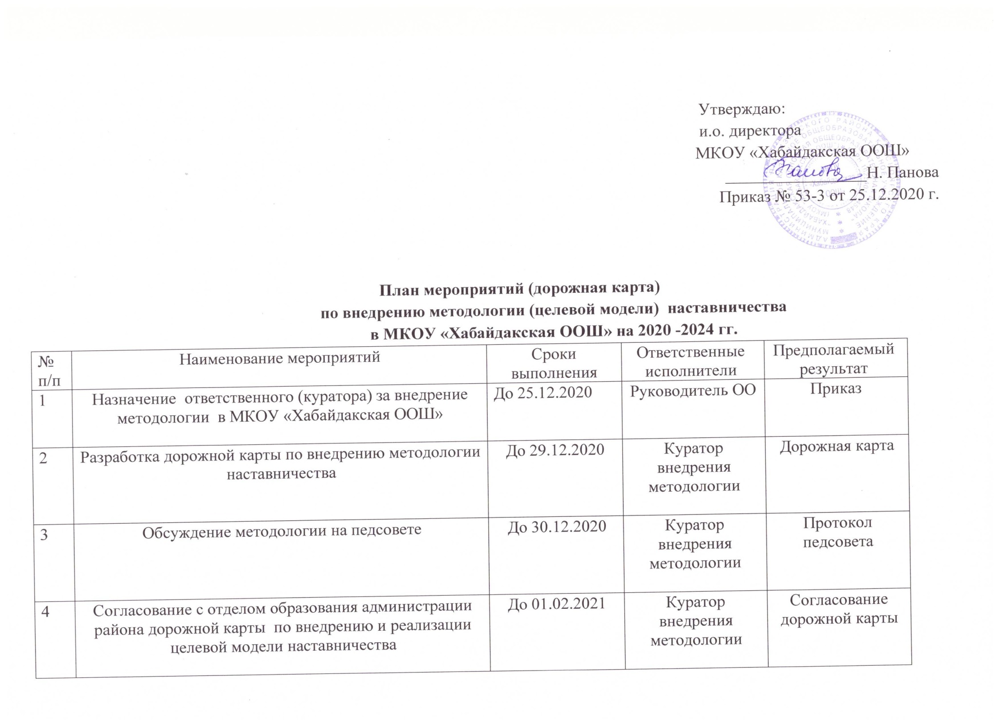 Утверждаю:
и.о. директора
МКОУ «Хабайдакская ООШ»
Панова Н. Панова
Приказ № 53-3 от 25.12.2020 г.
План мероприятий (дорожная карта)
по внедрению методологии (целевой модели) наставничества
в МКОУ «Хабайдакская ООШ» на 2020 -2024 гг.
№ п/п Наименование мероприятий Сроки выполнения Ответственные исполнители Предполагаемый результат
1 Назначение ответственного (куратора) за внедрение методологии в МКОУ «Хабайдакская ООШ» До 25.12.2020 Руководитель ОО Приказ
2 Разработка дорожной карты по внедрению методологии наставничества До 29.12.2020 Куратор внедрения методологии Дорожная карта
3 Обсуждение методологии на педсовете До 30.12.2020 Куратор внедрения методологии Протокол педсовета
4 Согласование с отделом образования администрации района дорожной карты по внедрению и реализации целевой модели наставничества До 01.02.2021 Куратор внедрения методологии Согласование дорожной карты